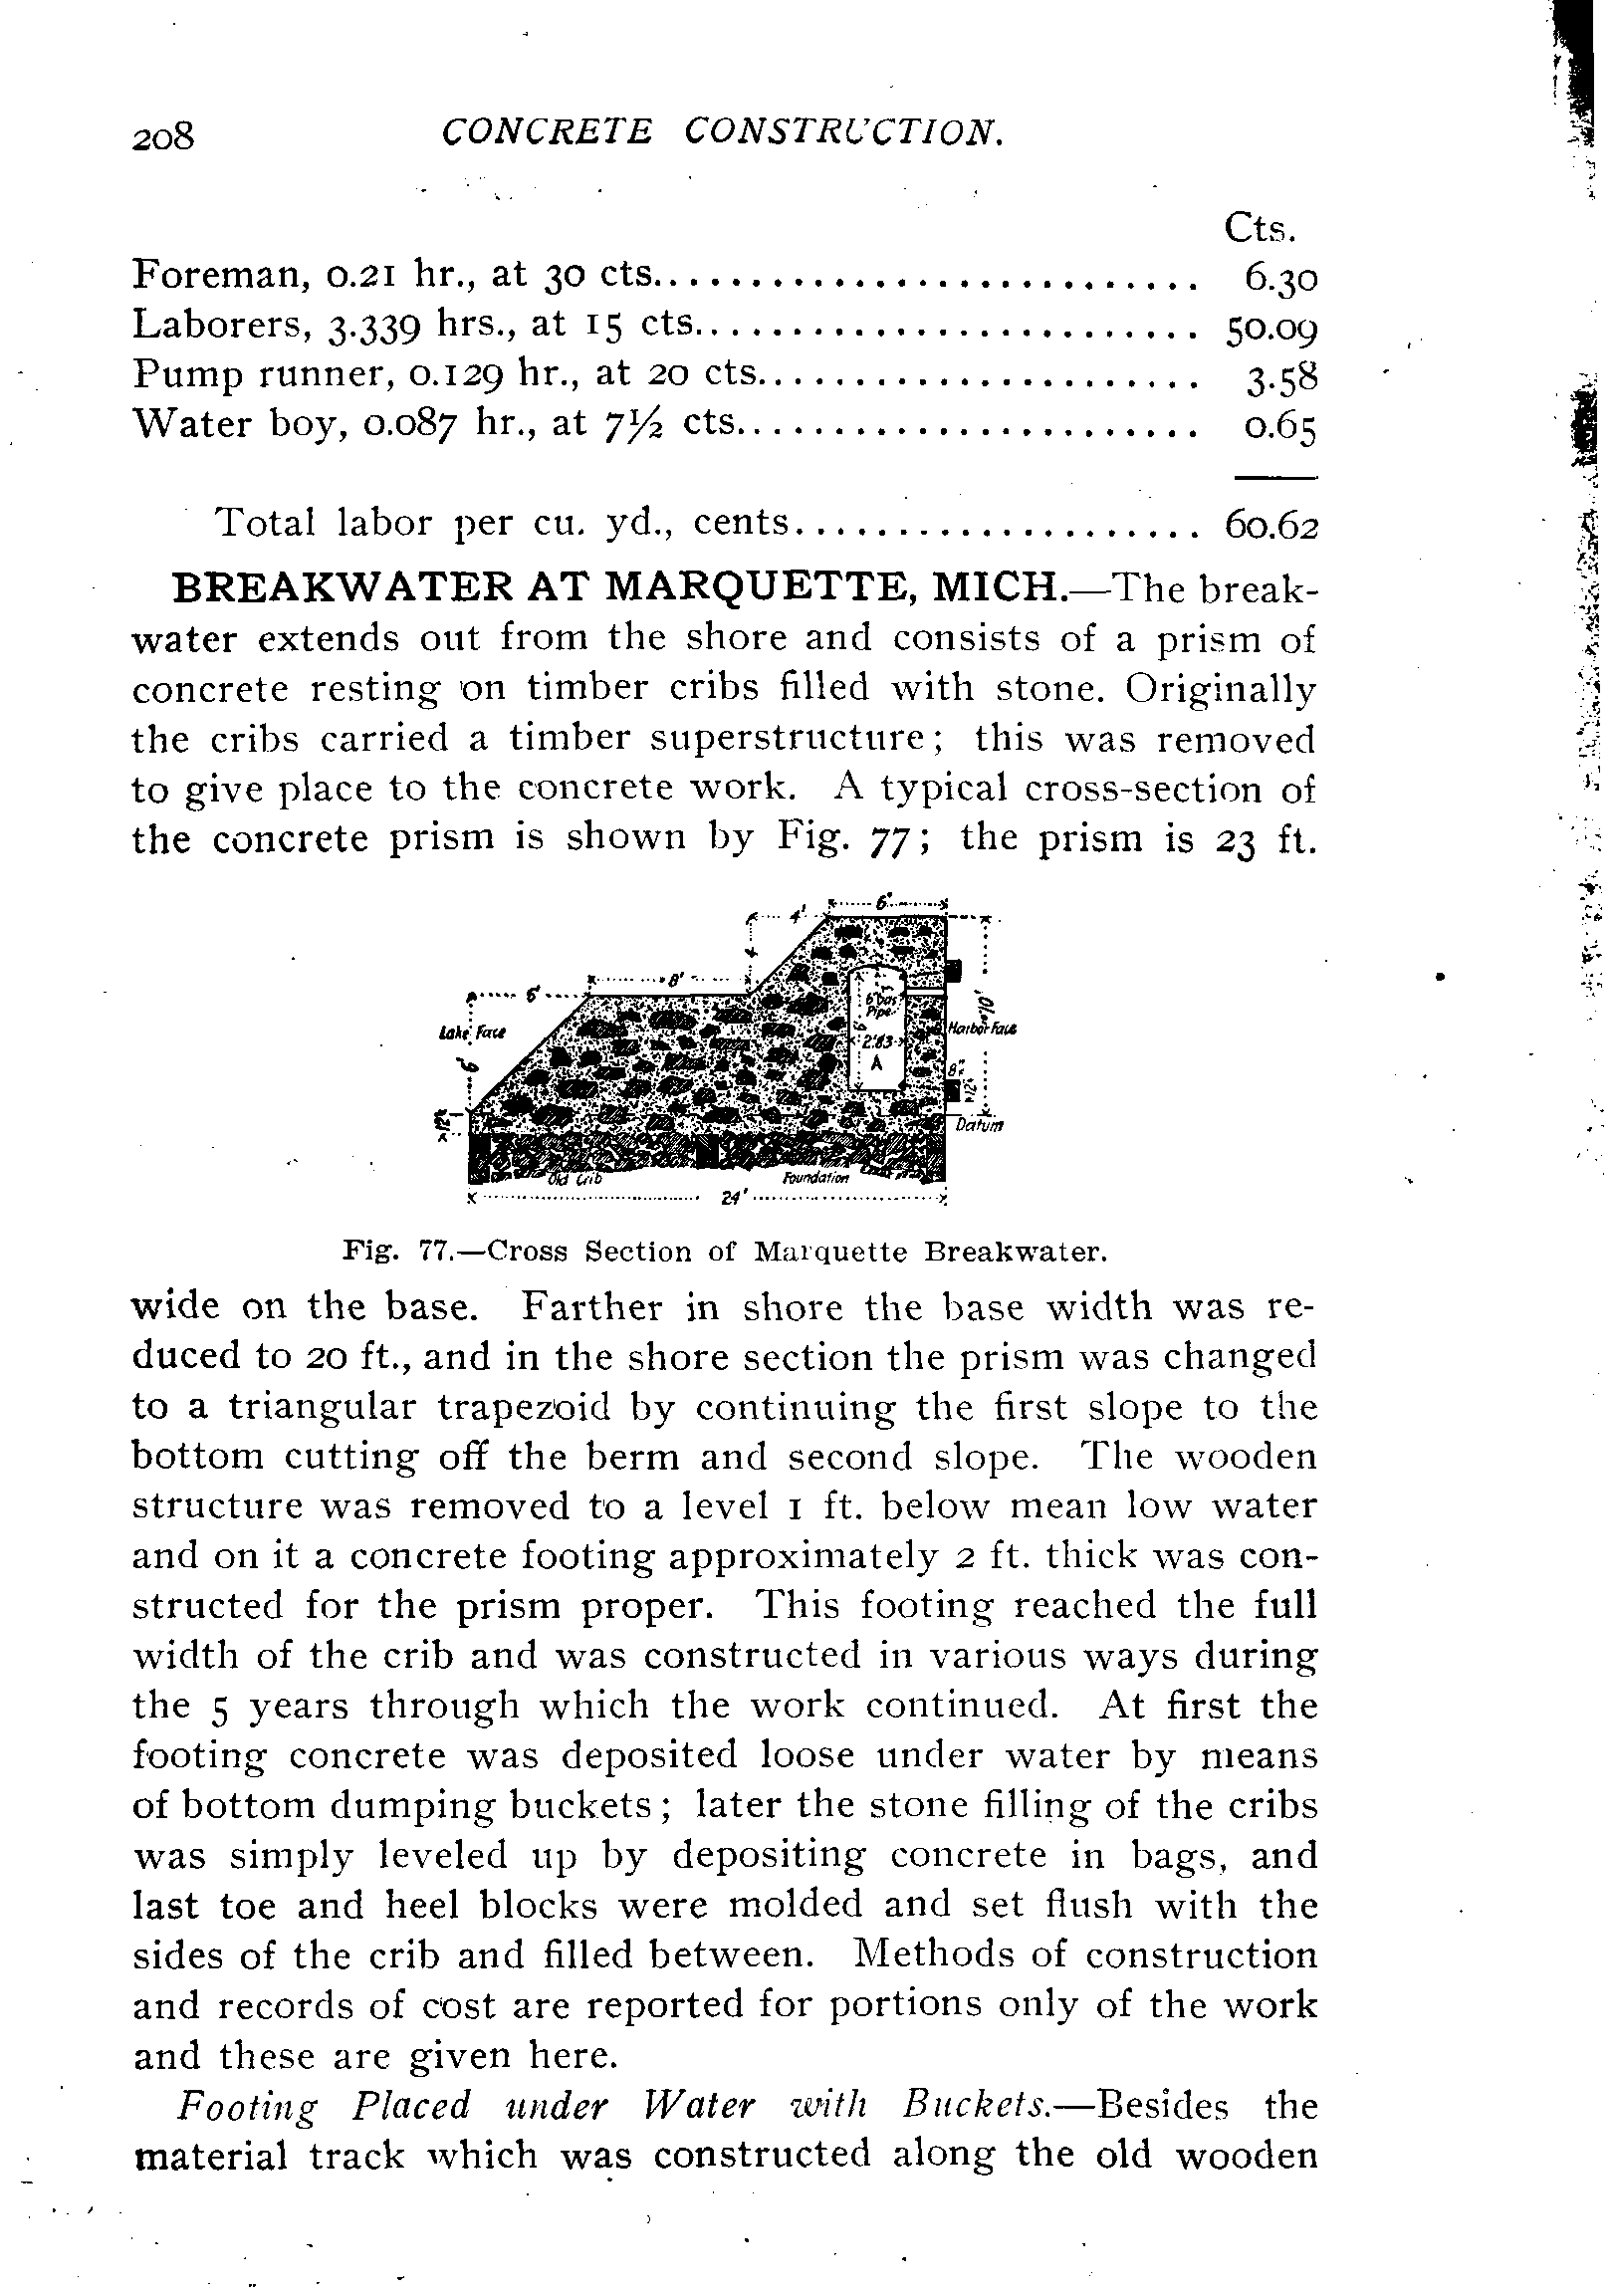 208 CONCRETE CONSTRUCTION.
Cts.
Foreman, 0.21 hr., at 30 cts........................... 6.30
Laborers, 3.339 hrs., at 15 cts......................... 50.09
Pump runner, 0.129 hr., at 20 cts...................... 3.58
Water boy, 0.087 hr., at 7½ cts....................... 0.65
Total labor per cu. yd., cents.................... 60.62
BREAKWATER AT MARQUETTE, MICH.—The break-
water extends out from the shore and consists of a prism of
concrete resting on timber cribs filled with stone. Originally
the cribs carried a timber superstructure; this was removed
to give place to the concrete work. A typical cross-section of
the concrete prism is shown by Fig. 77; the prism is 23 ft.
6'
4'
8'
6'
6"Gas
Pipe
Lake Face
Harbor Face
2.83
A
8"
12"
Datum
Old Crib
Foundation
24'
Fig. 77.—Cross Section of Marquette Breakwater.
wide on the base. Farther in shore the base width was re-
duced to 20 ft., and in the shore section the prism was changed
to a triangular trapezoid by continuing the first slope to the
bottom cutting off the berm and second slope. The wooden
structure was removed to a level 1 ft. below mean low water
and on it a concrete footing approximately 2 ft. thick was con-
structed for the prism proper. This footing reached the full
width of the crib and was constructed in various ways during
the 5 years through which the work continued. At first the
footing concrete was deposited loose under water by means
of bottom dumping buckets; later the stone filling of the cribs
was simply leveled up by depositing concrete in bags, and
last toe and heel blocks were molded and set flush with the
sides of the crib and filled between. Methods of construction
and records of cost are reported for portions only of the work
and these are given here.
Footing Placed under Water with Buckets.—Besides the
material track which was constructed along the old wooden